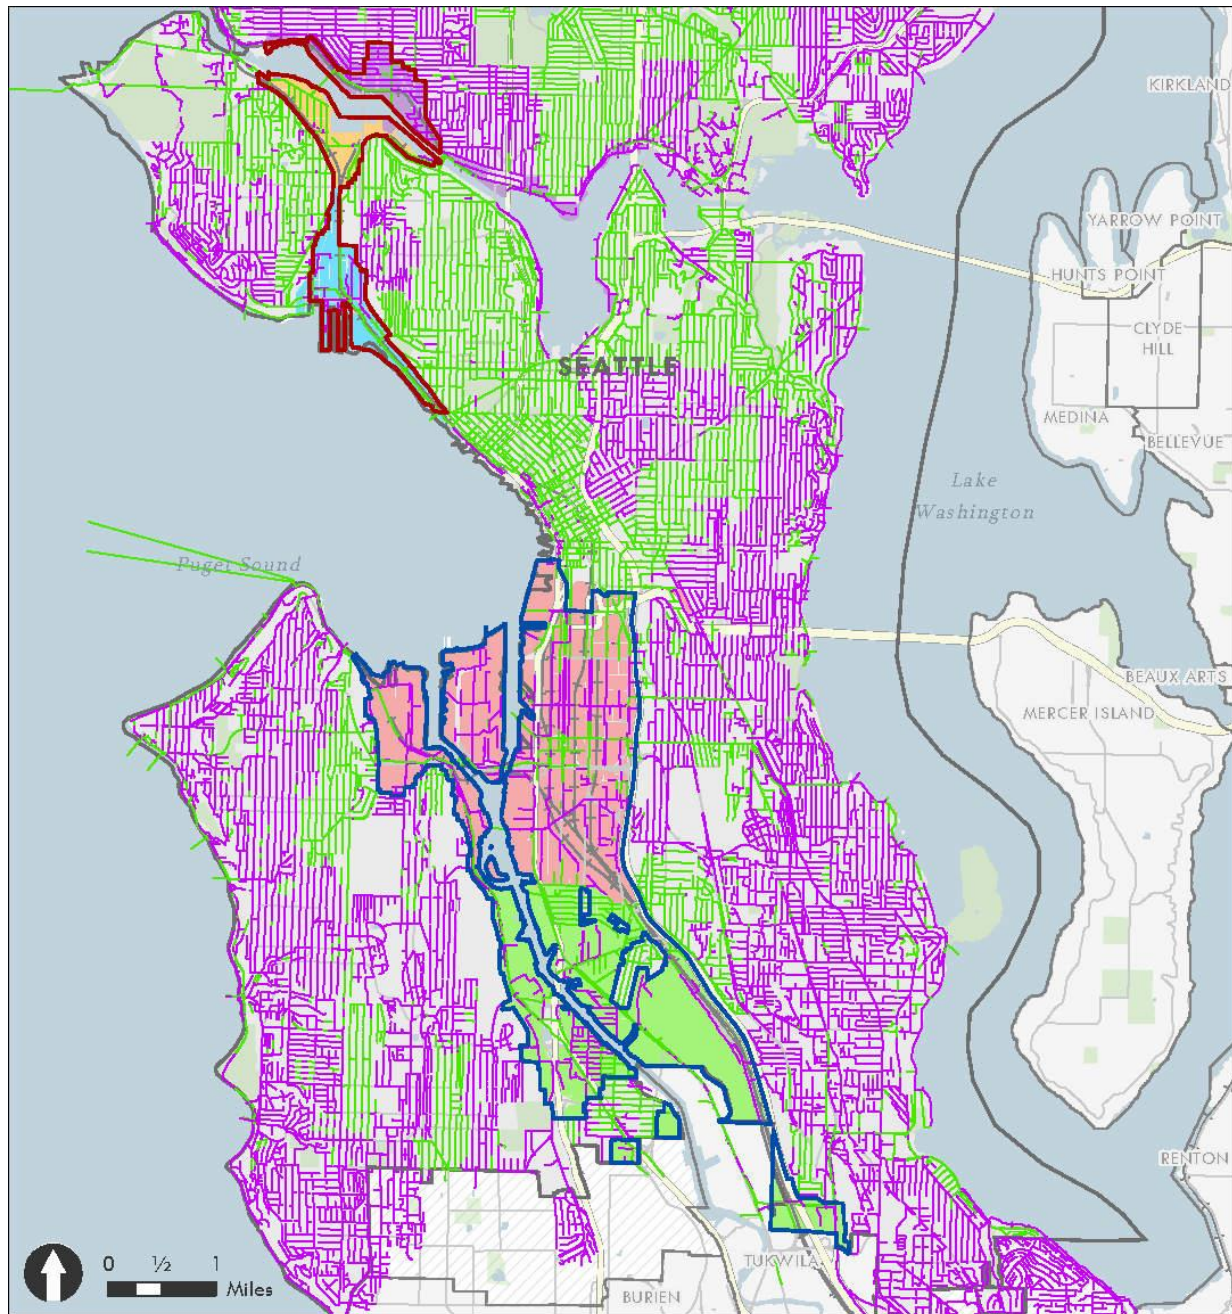 KIRKLAND
YARROW POINT
HUNTS POINT
CLYDE
HILL
SEATTLE
MEDINA
BELLEVUE
Lake
Washington
Puget Sound
BEAUX ARTS
MERCER ISLAND
RENTON
TUKWILA
0 ½ 1
Miles
BURIEN